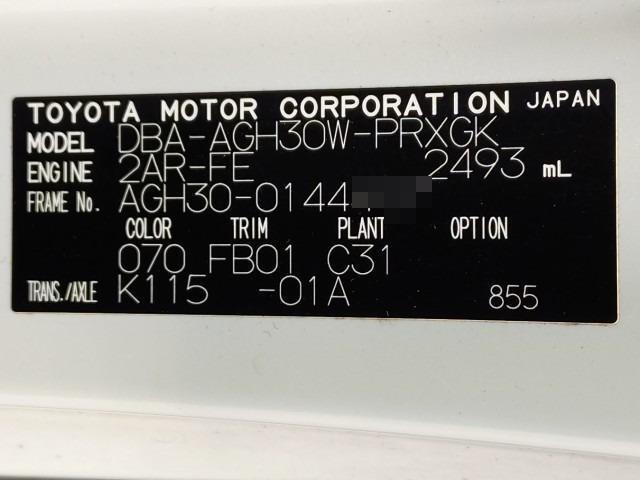 TOYOTA MOTOR CORPORATION JAPAN
MODEL DBA-AGH30W-PRXGK
ENGINE 2AR-FE 2493 mL
FRAME No. AGH30-0144
COLOR TRIM PLANT OPTION
070 FB01 C31
TRANS./AXLE K115 -01A 855